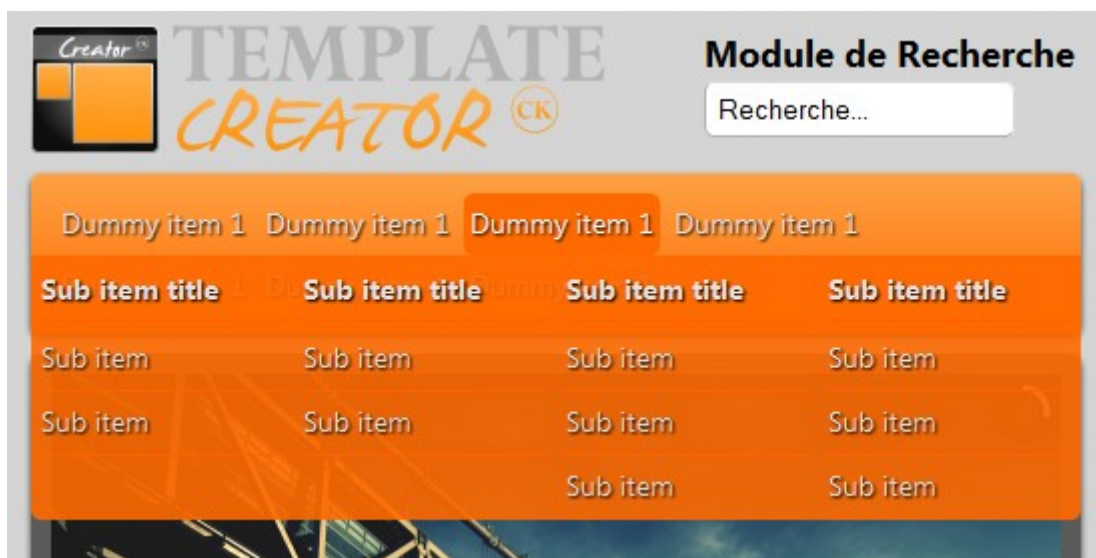 Creator CK
TEMPLATE
CREATOR CK
Module de Recherche
Recherche...
Dummy item 1 Dummy item 1 Dummy item 1 Dummy item 1
Sub item title Sub item title Sub item title Sub item title
Sub item Sub item Sub item Sub item
Sub item Sub item Sub item Sub item
Sub item Sub item